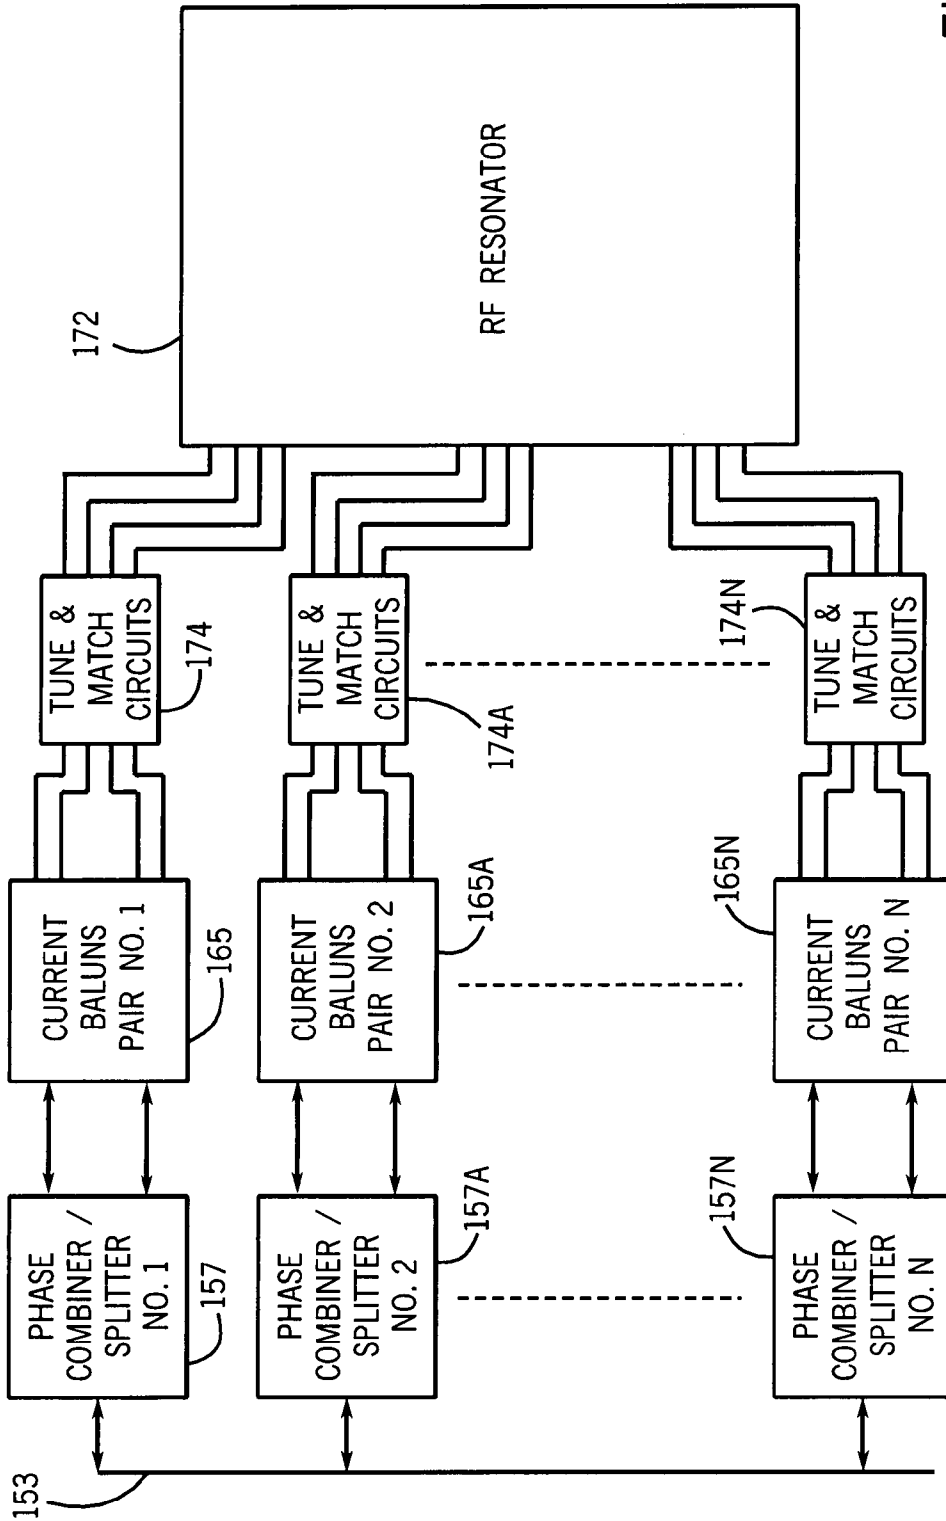 153
PHASE
COMBINER /
SPLITTER
NO. 1
157
CURRENT
BALUNS
PAIR NO. 1
165
TUNE &
MATCH
CIRCUITS
174
172
RF RESONATOR
PHASE
COMBINER /
SPLITTER
NO. 2
157A
CURRENT
BALUNS
PAIR NO. 2
165A
TUNE &
MATCH
CIRCUITS
174A
PHASE
COMBINER /
SPLITTER
NO. N
157N
CURRENT
BALUNS
PAIR NO. N
165N
TUNE &
MATCH
CIRCUITS
174N